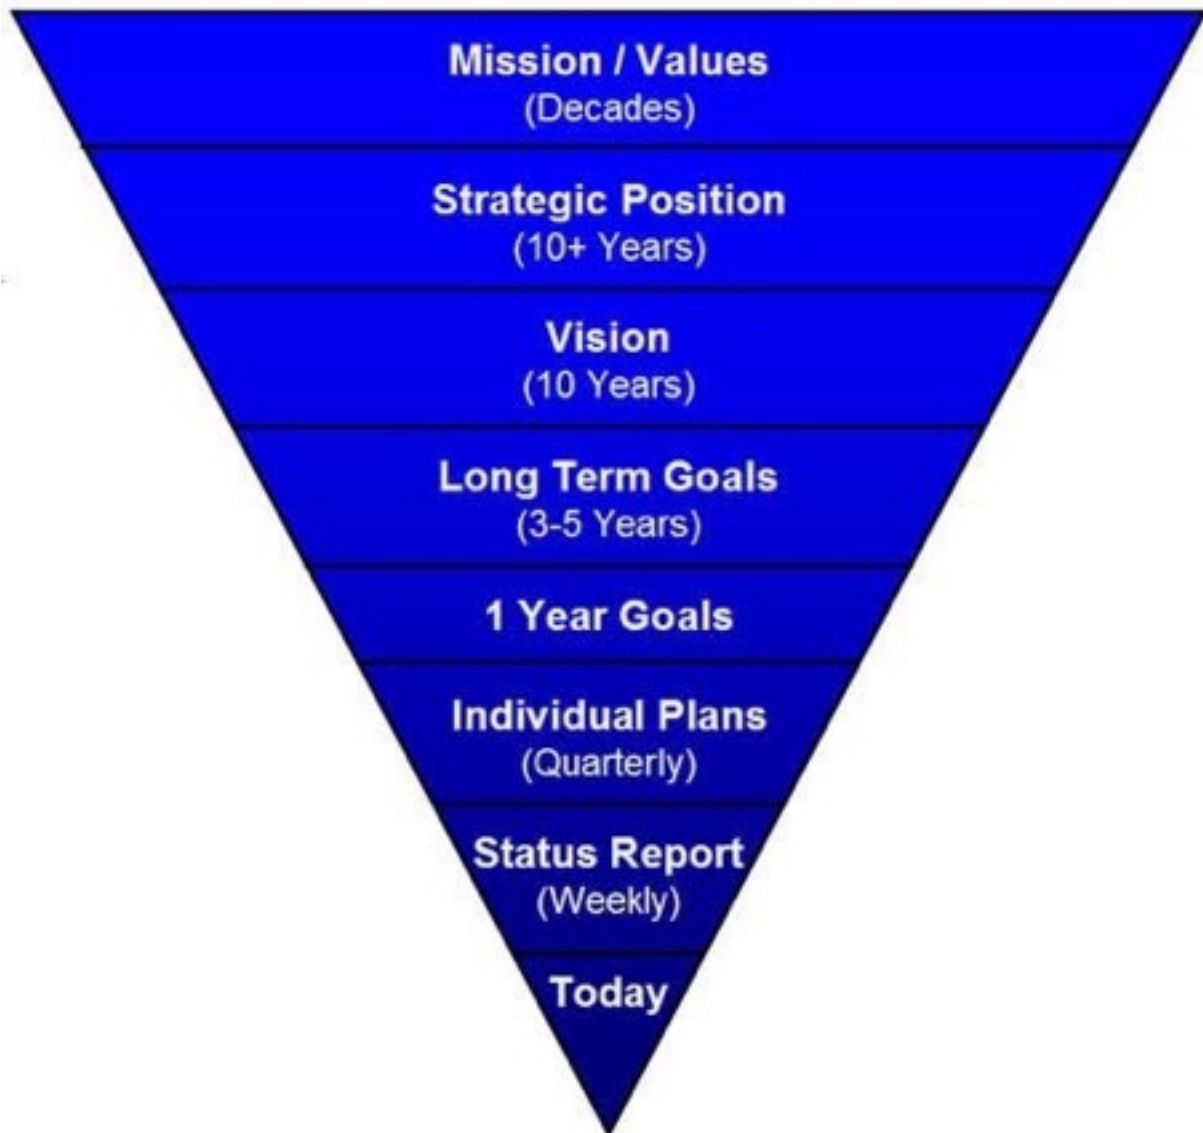 Mission / Values
(Decades)
Strategic Position
(10+ Years)
Vision
(10 Years)
Long Term Goals
(3-5 Years)
1 Year Goals
Individual Plans
(Quarterly)
Status Report
(Weekly)
Today